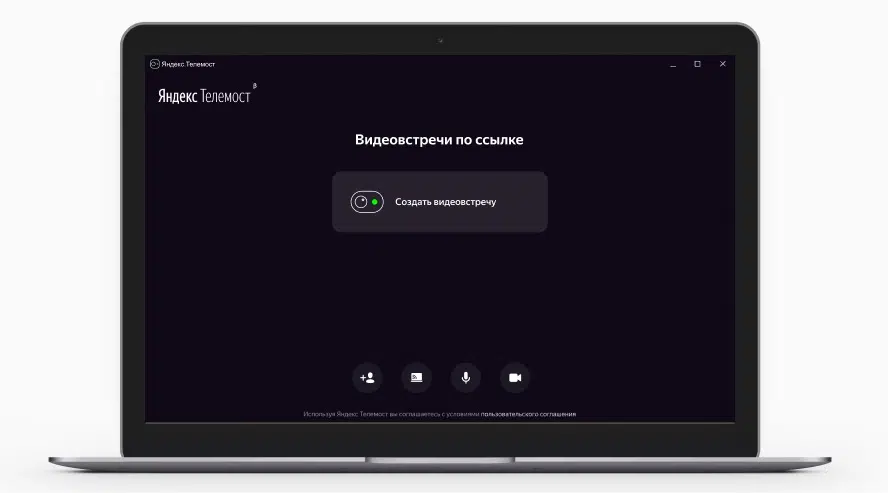 Яндекс Телемост
Яндекс Телемост β
Видеовстречи по ссылке
Создать видеовстречу
Используя Яндекс Телемост вы соглашаетесь с условиями пользовательского соглашения